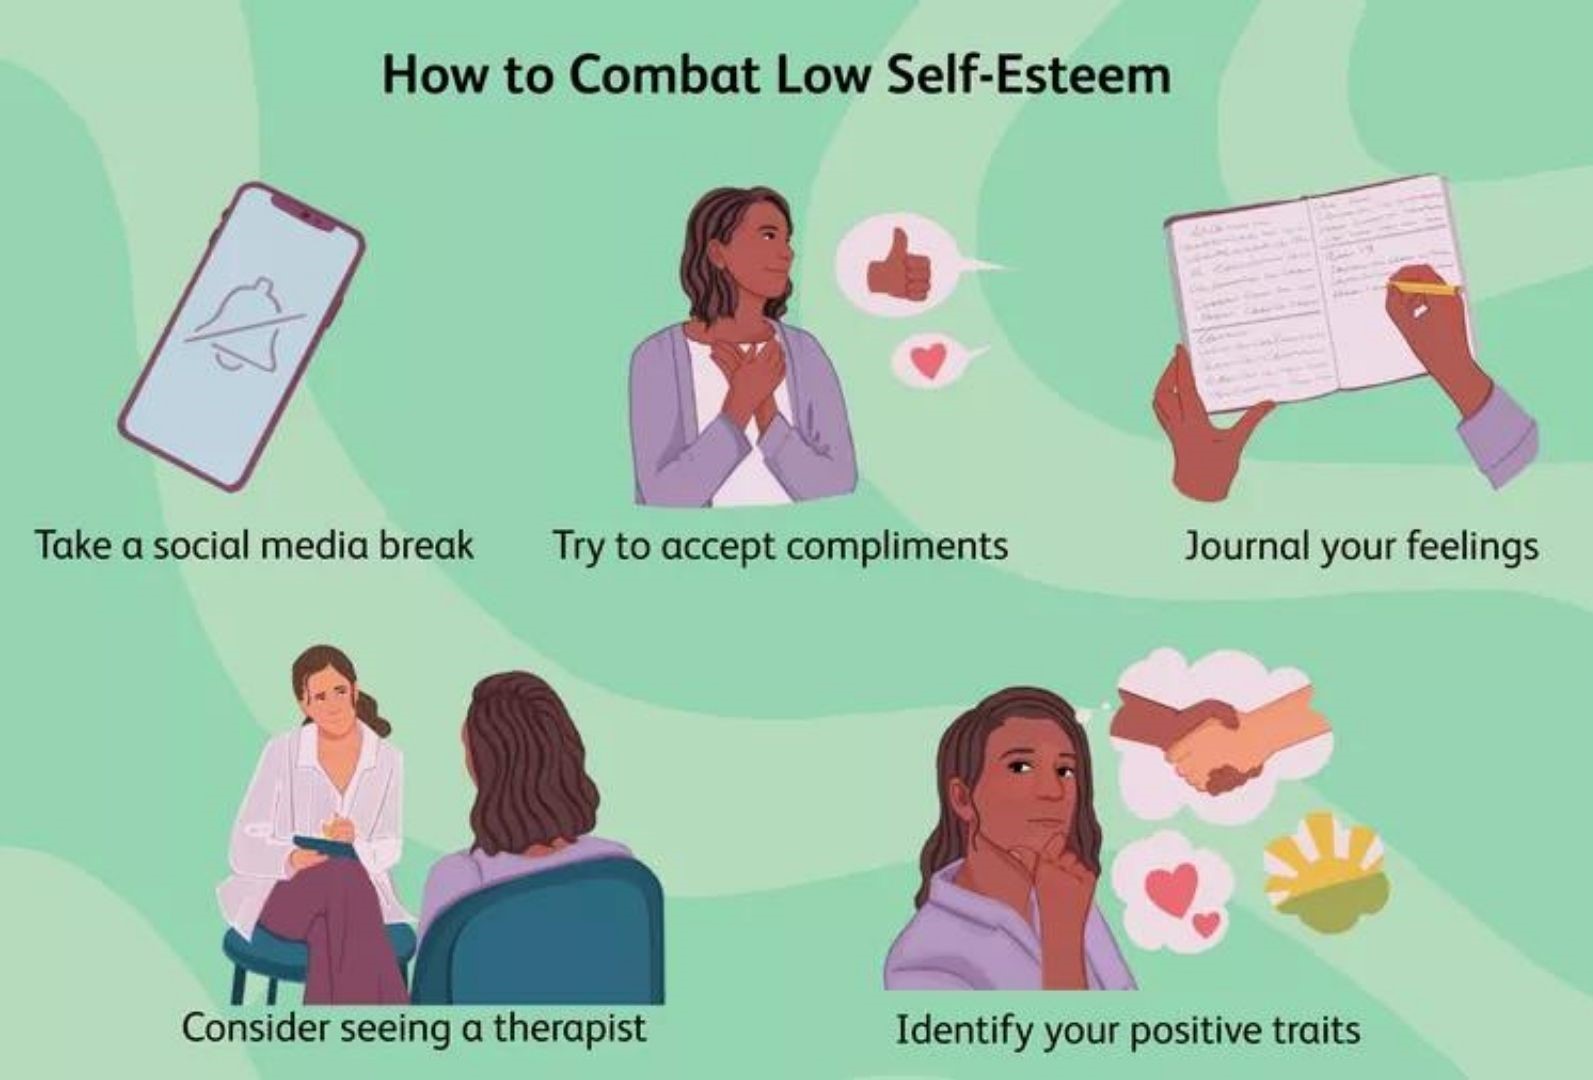 How to Combat Low Self-Esteem
Take a social media break
Try to accept compliments
Journal your feelings
Consider seeing a therapist
Identify your positive traits